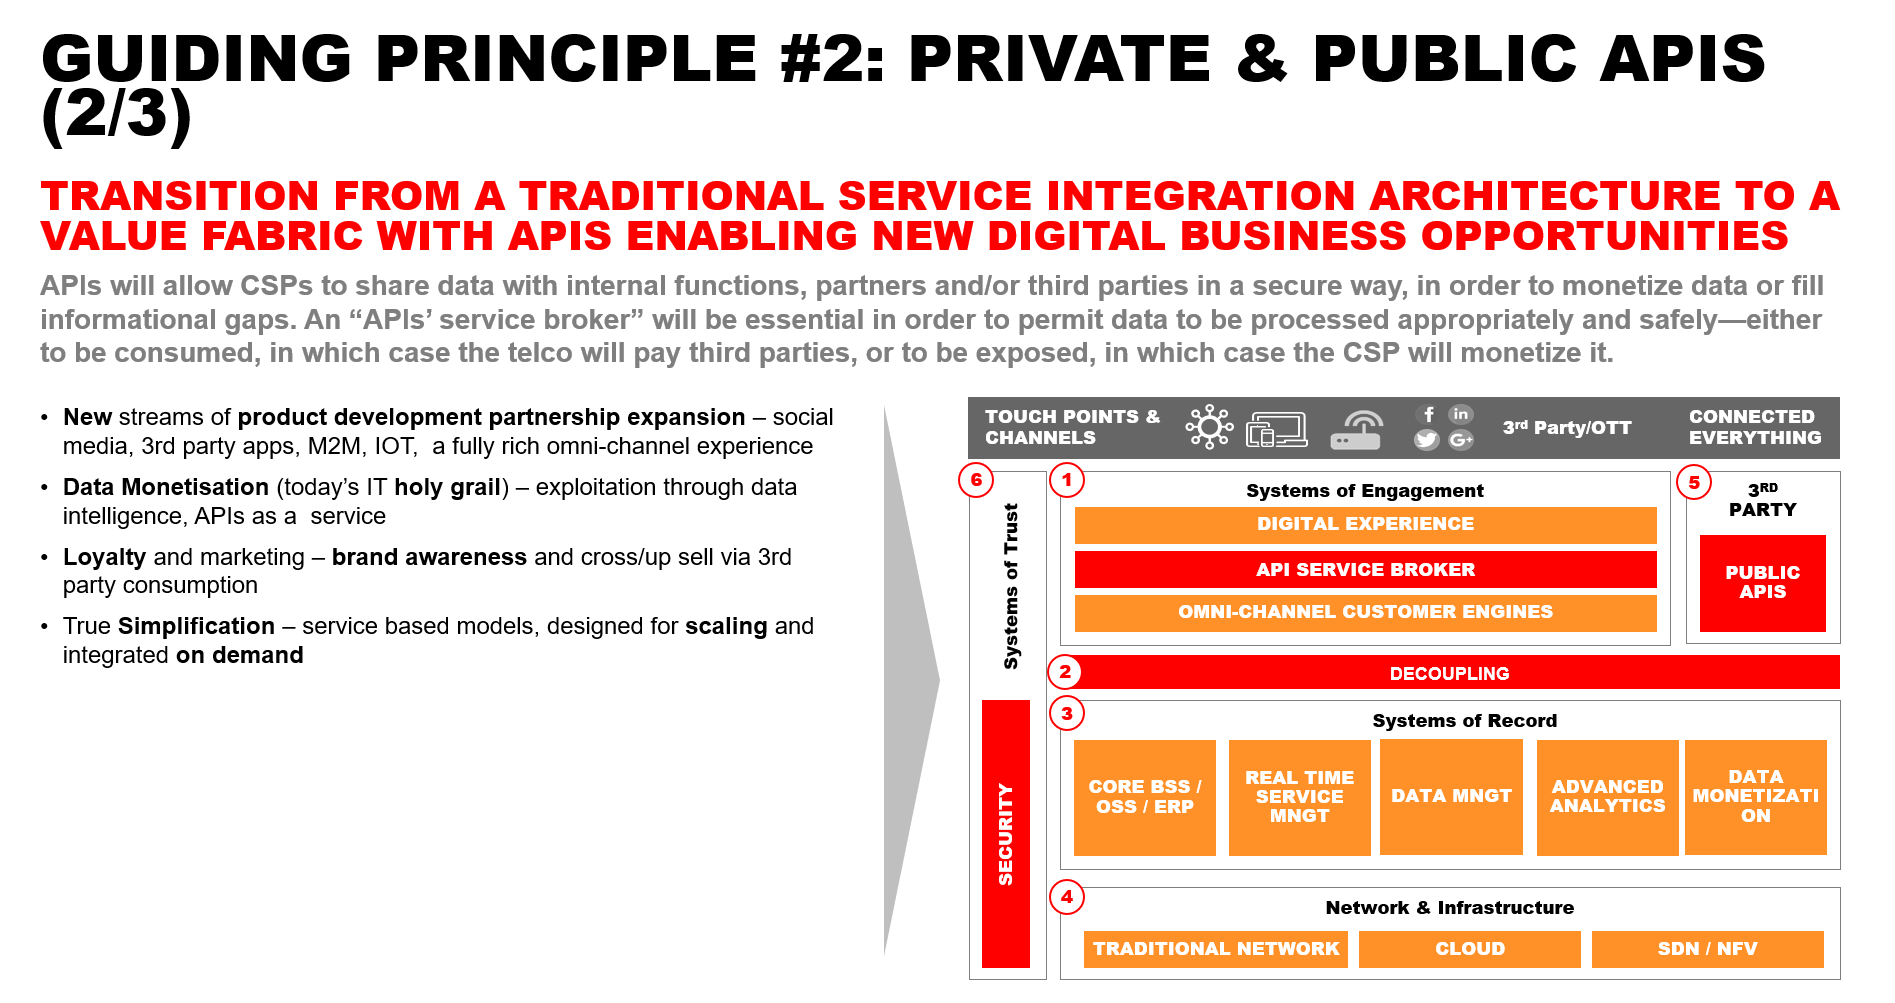 GUIDING PRINCIPLE #2: PRIVATE & PUBLIC APIS
(2/3)
TRANSITION FROM A TRADITIONAL SERVICE INTEGRATION ARCHITECTURE TO A
VALUE FABRIC WITH APIS ENABLING NEW DIGITAL BUSINESS OPPORTUNITIES
APIs will allow CSPs to share data with internal functions, partners and/or third parties in a secure way, in order to monetize data or fill
informational gaps. An “APIs’ service broker” will be essential in order to permit data to be processed appropriately and safely—either
to be consumed, in which case the telco will pay third parties, or to be exposed, in which case the CSP will monetize it.
• New streams of product development partnership expansion – social
media, 3rd party apps, M2M, IOT, a fully rich omni-channel experience
• Data Monetisation (today’s IT holy grail) – exploitation through data
intelligence, APIs as a service
• Loyalty and marketing – brand awareness and cross/up sell via 3rd
party consumption
• True Simplification – service based models, designed for scaling and
integrated on demand
TOUCH POINTS &
CHANNELS
f
in
G+
3rd Party/OTT
CONNECTED
EVERYTHING
6
Systems of Trust
SECURITY
1
Systems of Engagement
DIGITAL EXPERIENCE
API SERVICE BROKER
OMNI-CHANNEL CUSTOMER ENGINES
5
3RD
PARTY
PUBLIC
APIS
2
DECOUPLING
3
Systems of Record
CORE BSS /
OSS / ERP
REAL TIME
SERVICE
MNGT
DATA MNGT
ADVANCED
ANALYTICS
DATA
MONETIZATI
ON
4
Network & Infrastructure
TRADITIONAL NETWORK
CLOUD
SDN / NFV